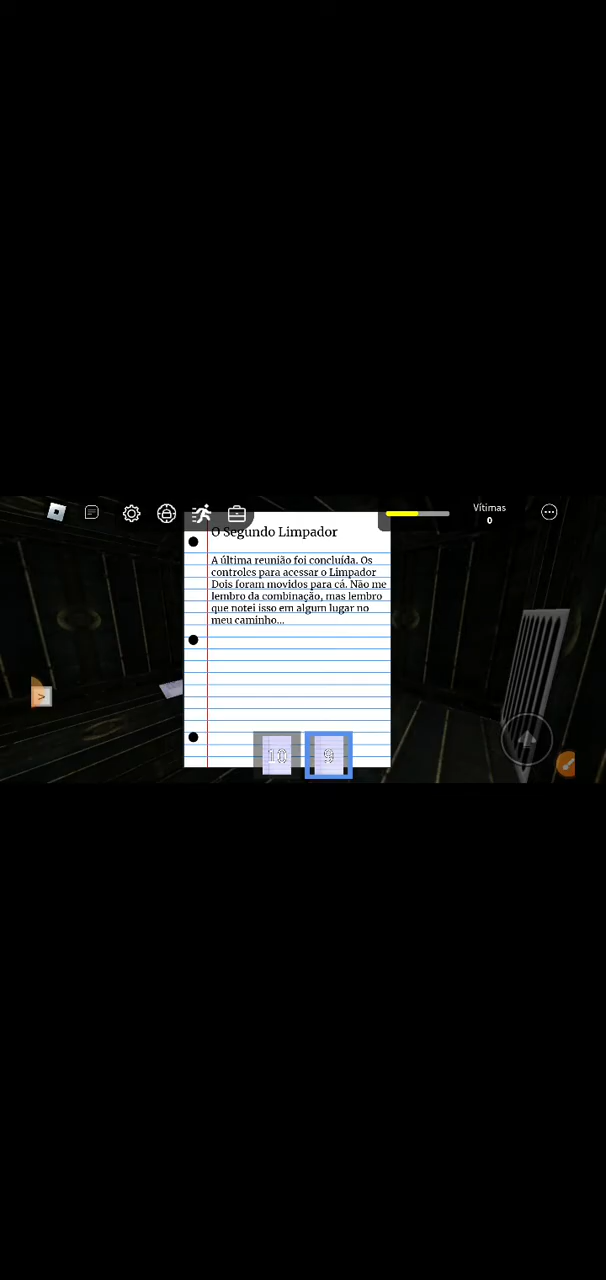 Vítimas
0
O Segundo Limpador
A última reunião foi concluída. Os
controles para acessar o Limpador
Dois foram movidos para cá. Não me
lembro da combinação, mas lembro
que notei isso em algum lugar no
meu caminho...
>
10
9